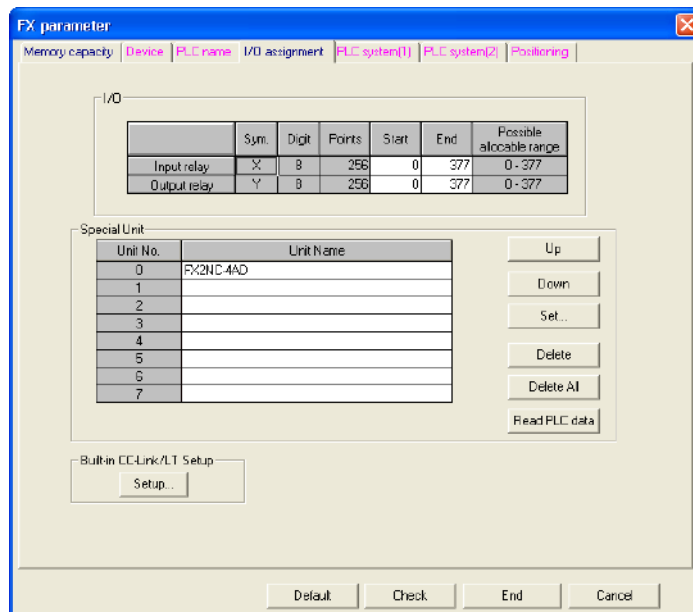 FX parameter
Memory capacity Device PLC name I/O assignment PLC system(1) PLC system(2) Positioning
I/O
Sym. Digit Points Start End Possible allocable range
Input relay X 8 256 0 377 0 - 377
Output relay Y 8 256 0 377 0 - 377
Special Unit
Unit No. Unit Name
0 FX2NC-4AD
1
2
3
4
5
6
7
Up
Down
Set...
Delete
Delete All
Read PLC data
Built-in CC-Link/LT Setup
Setup...
Default Check End Cancel